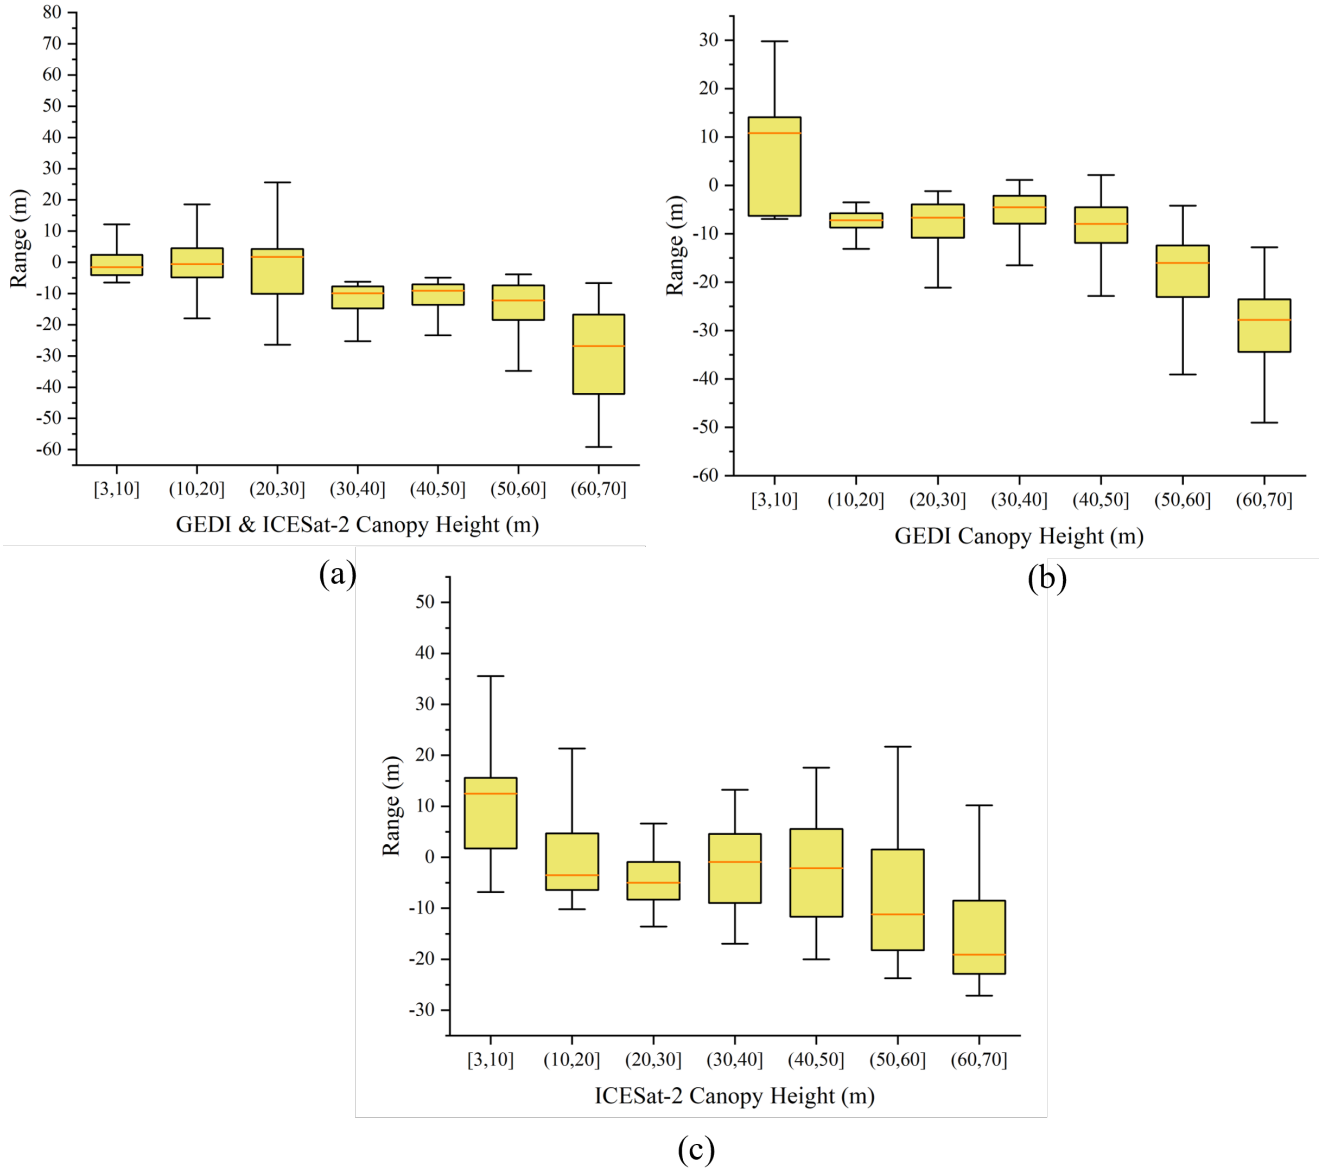 80
70
60
50
40
30
20
10
0
-10
-20
-30
-40
-50
-60
Range (m)
[3,10] (10,20] (20,30] (30,40] (40,50] (50,60] (60,70]
GEDI & ICESat-2 Canopy Height (m)
(a)
30
20
10
0
-10
-20
-30
-40
-50
-60
Range (m)
[3,10] (10,20] (20,30] (30,40] (40,50] (50,60] (60,70]
GEDI Canopy Height (m)
(b)
50
40
30
20
10
0
-10
-20
-30
Range (m)
[3,10] (10,20] (20,30] (30,40] (40,50] (50,60] (60,70]
ICESat-2 Canopy Height (m)
(c)